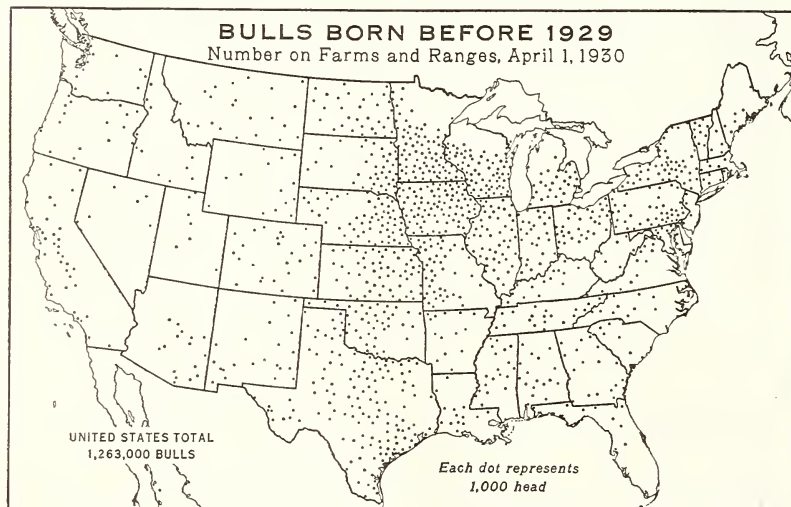 BULLS BORN BEFORE 1929
Number on Farms and Ranges, April 1, 1930
UNITED STATES TOTAL
1,263,000 BULLS
Each dot represents
1,000 head